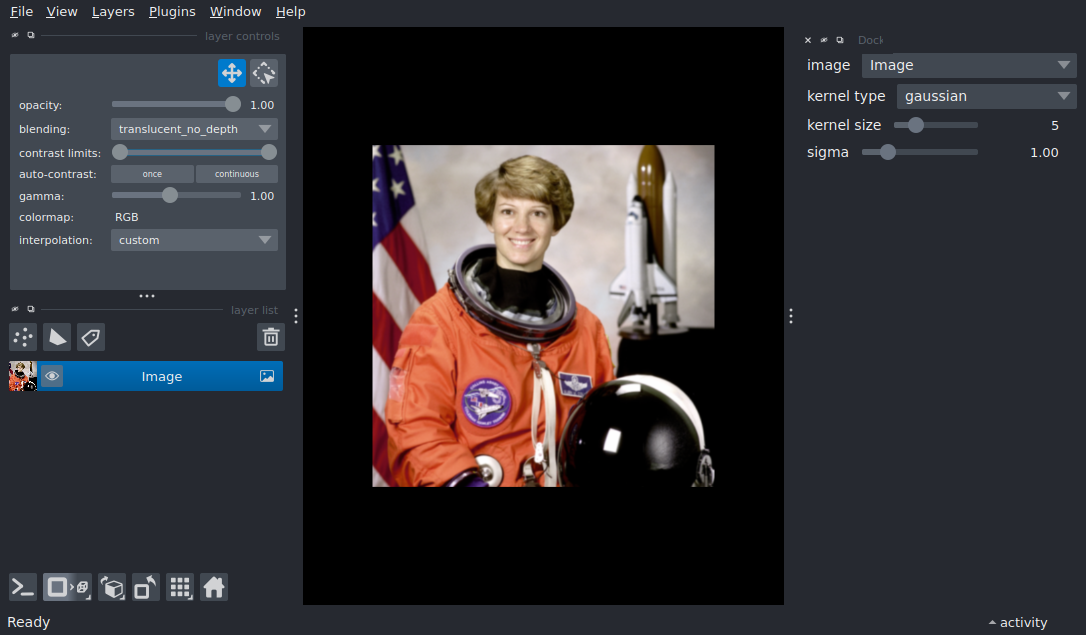 File View Layers Plugins Window Help
layer controls
opacity: 1.00
blending: translucent_no_depth
contrast limits:
auto-contrast: once continuous
gamma: 1.00
colormap: RGB
interpolation: custom
layer list
Image
Ready
Dock
image Image
kernel type gaussian
kernel size 5
sigma 1.00
activity